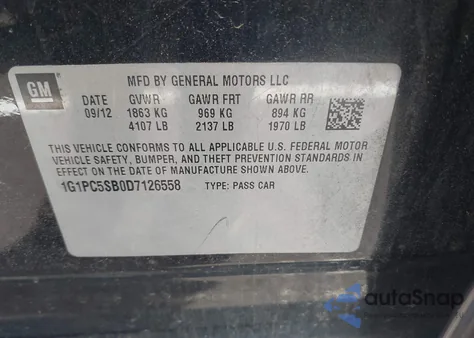 GM
MFD BY GENERAL MOTORS LLC
DATE GVWR GAWR FRT GAWR RR
09/12 1863 KG 969 KG 894 KG
4107 LB 2137 LB 1970 LB
THIS VEHICLE CONFORMS TO ALL APPLICABLE U.S. FEDERAL MOTOR
VEHICLE SAFETY, BUMPER, AND THEFT PREVENTION STANDARDS IN
EFFECT ON THE DATE OF MANUFACTURE SHOWN ABOVE.
1G1PC5SB0D7126558 TYPE: PASS CAR
autoSnap